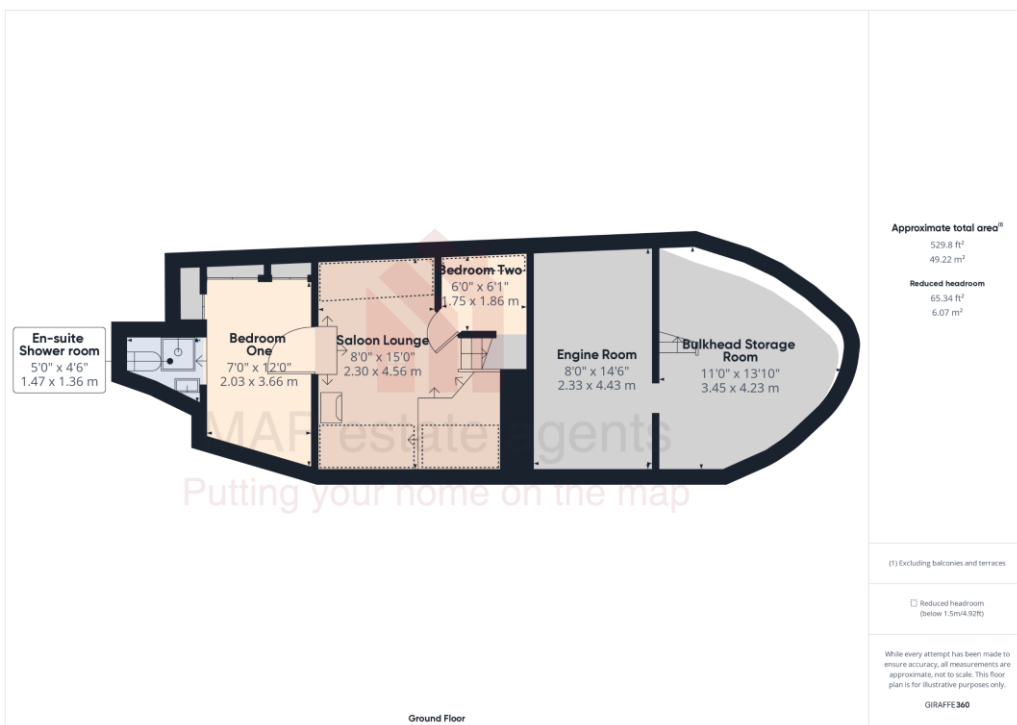 En-suite
Shower room
5'0" x 4'6"
1.47 x 1.36 m
Bedroom
One
7'0" x 12'0"
2.03 x 3.66 m
Saloon Lounge
8'0" x 15'0"
2.30 x 4.56 m
Bedroom Two
6'0" x 6'1"
1.75 x 1.86 m
Engine Room
8'0" x 14'6"
2.33 x 4.43 m
Bulkhead Storage
Room
11'0" x 13'10"
3.45 x 4.23 m
MAP estate agents
Putting your home on the map
Ground Floor
Approximate total area(1)
529.8 ft²
49.22 m²
Reduced headroom
65.34 ft²
6.07 m²
(1) Excluding balconies and terraces
Reduced headroom
(below 1.5m/4.92ft)
While every attempt has been made to
ensure accuracy, all measurements are
approximate, not to scale. This floor
plan is for illustrative purposes only.
GIRAFFE360